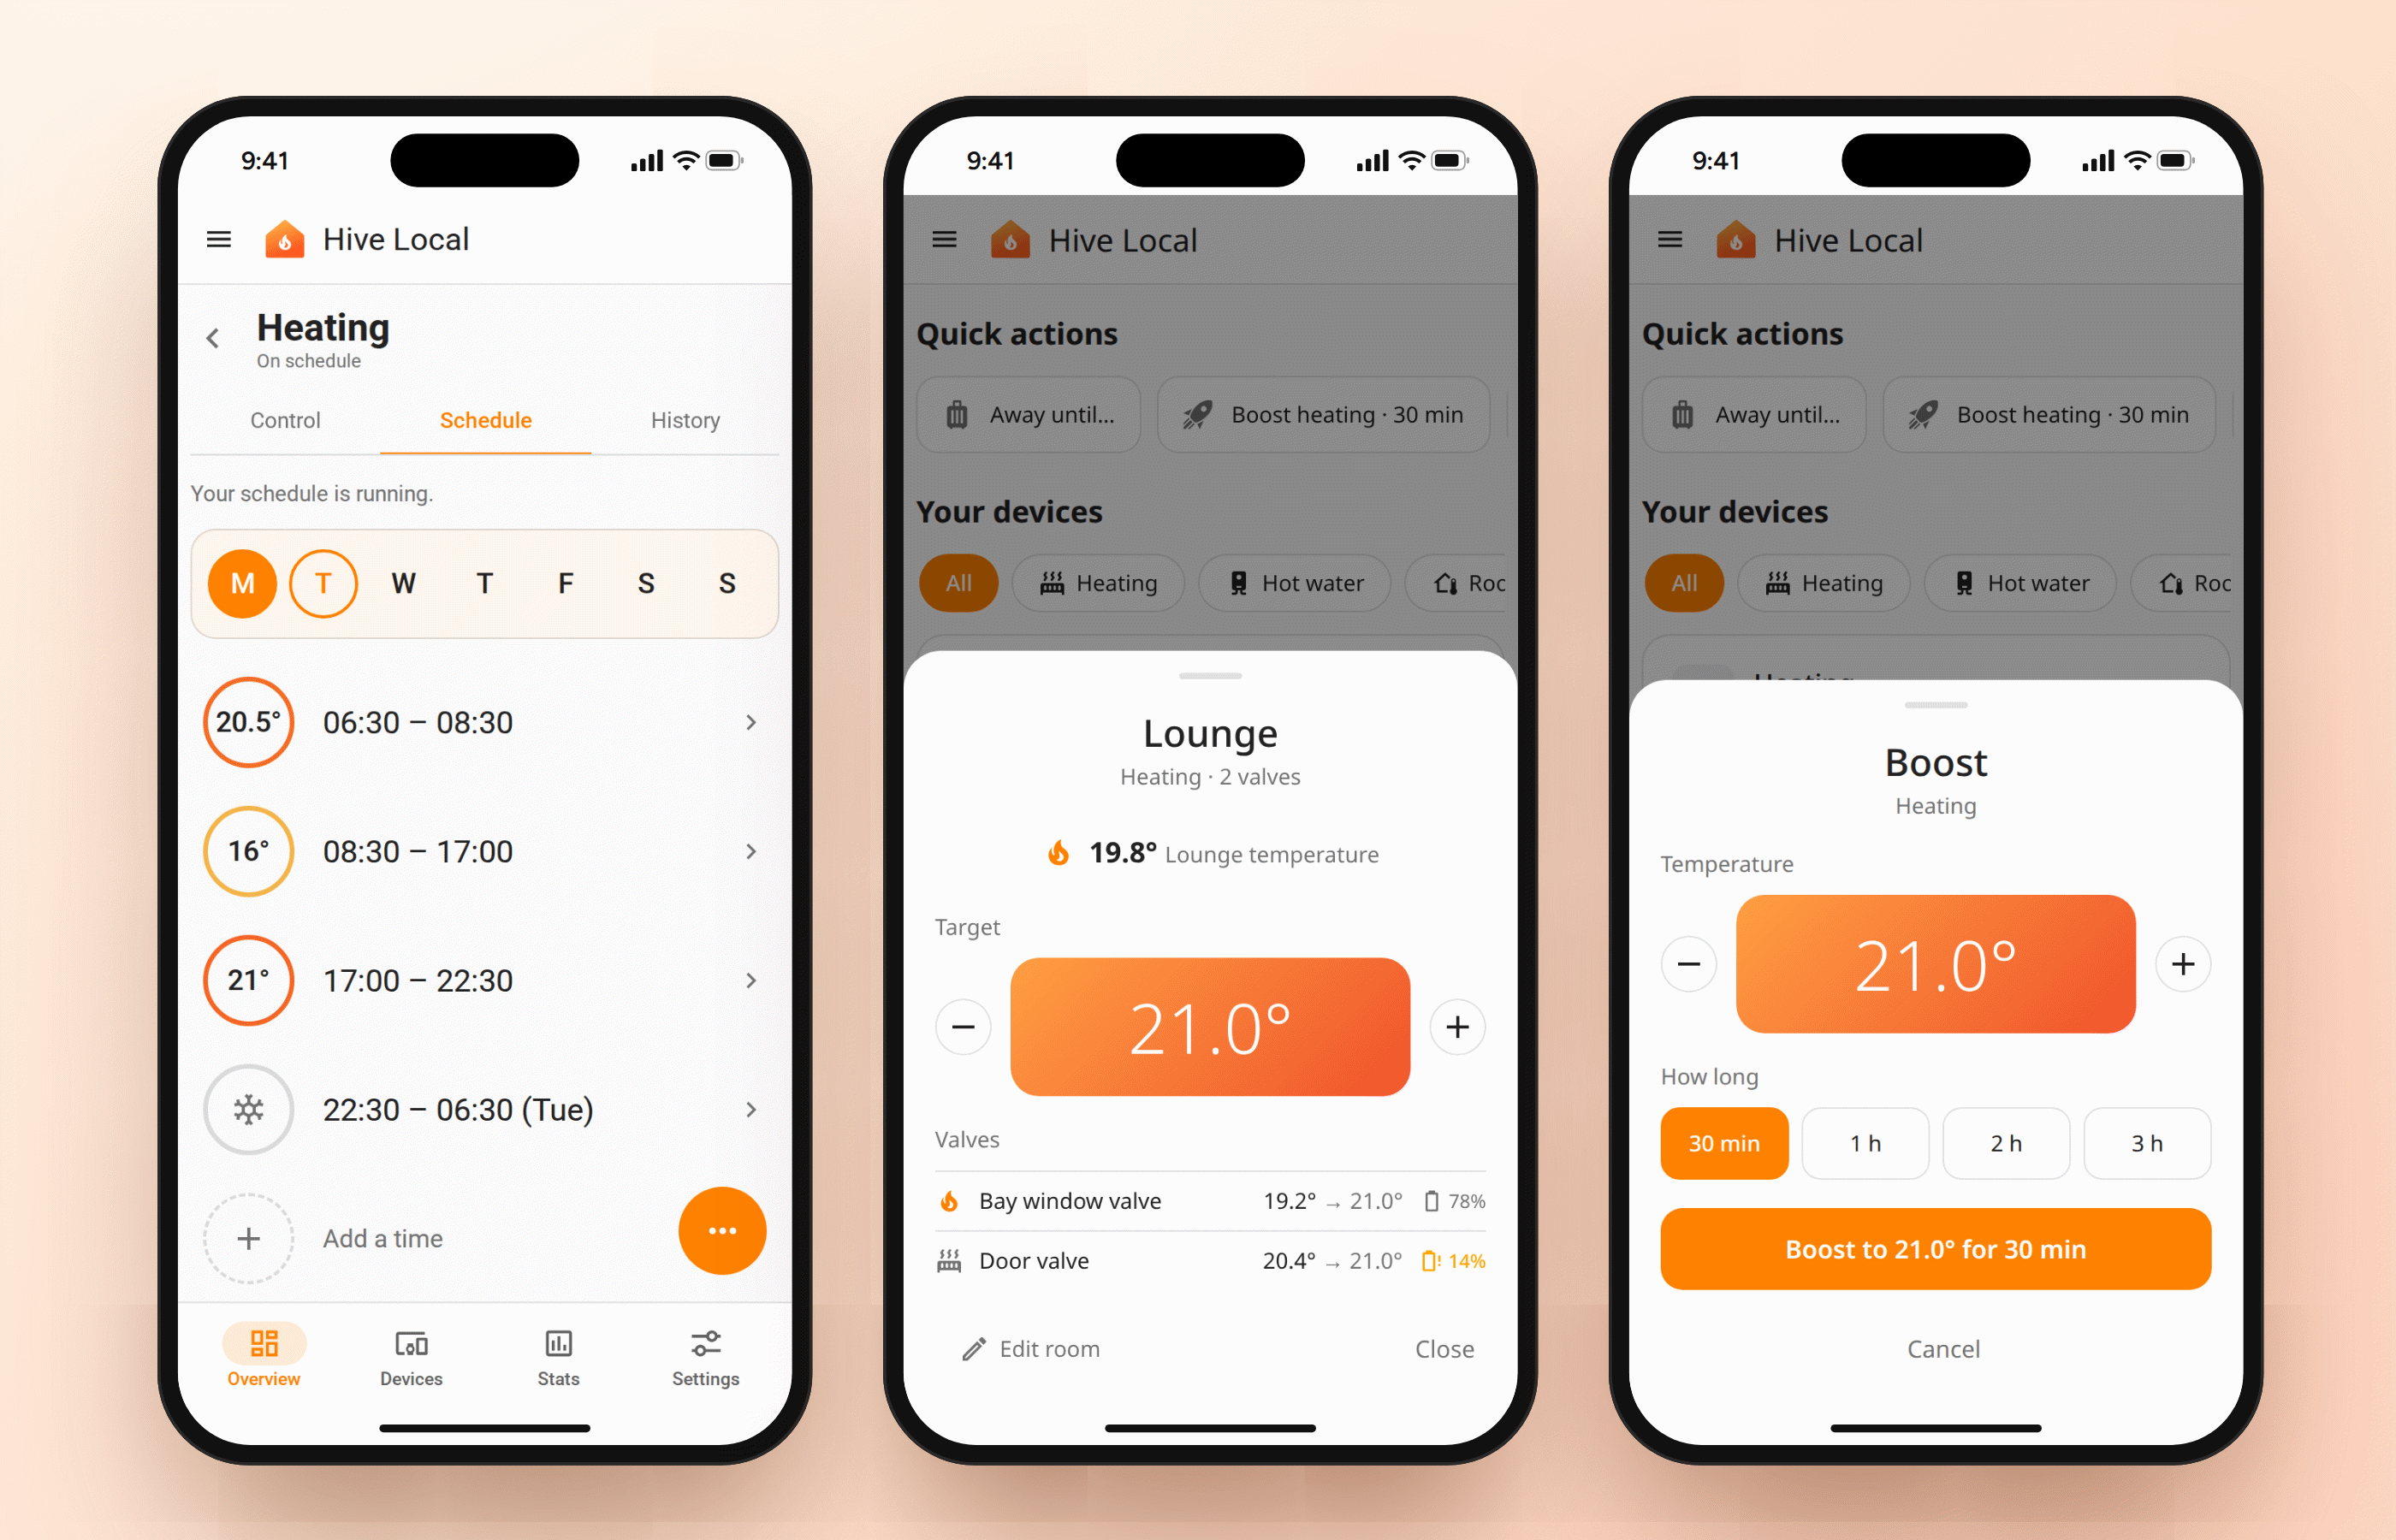 9:41
Hive Local
Heating
On schedule
Control Schedule History
Your schedule is running.
M T W T F S S
20.5° 06:30 – 08:30
16° 08:30 – 17:00
21° 17:00 – 22:30
22:30 – 06:30 (Tue)
Add a time
Overview Devices Stats Settings
9:41
Hive Local
Quick actions
Away until... Boost heating · 30 min
Your devices
All Heating Hot water Roo
Lounge
Heating · 2 valves
19.8° Lounge temperature
Target
21.0°
Valves
Bay window valve 19.2° → 21.0° 78%
Door valve 20.4° → 21.0° 14%
Edit room Close
9:41
Hive Local
Quick actions
Away until... Boost heating · 30 min
Your devices
All Heating Hot water Roo
Heating
Boost
Heating
Temperature
21.0°
How long
30 min 1 h 2 h 3 h
Boost to 21.0° for 30 min
Cancel